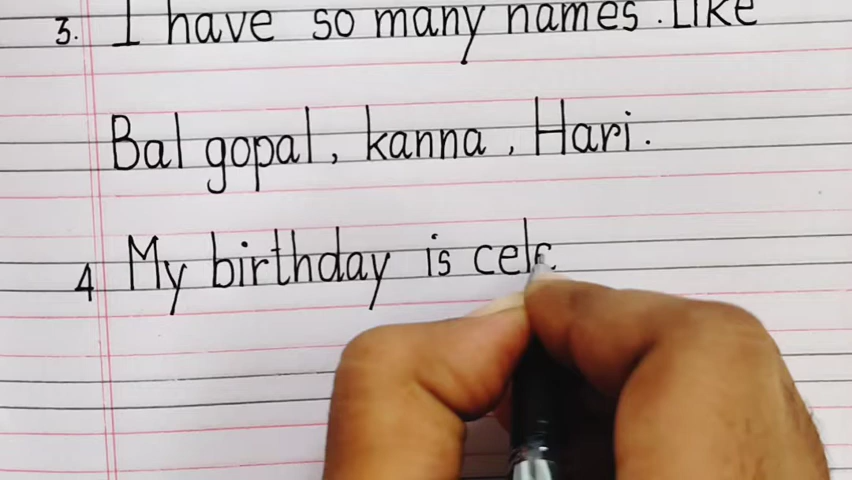 3. I have so many names. Like
Bal gopal, kanna, Hari.
4 My birthday is cele